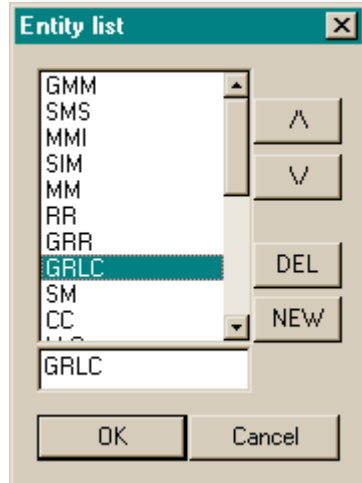 Entity list
GMM
SMS
MMI
SIM
MM
RR
GRR
GRLC
SM
CC
GRLC
/\
\/
DEL
NEW
OK
Cancel